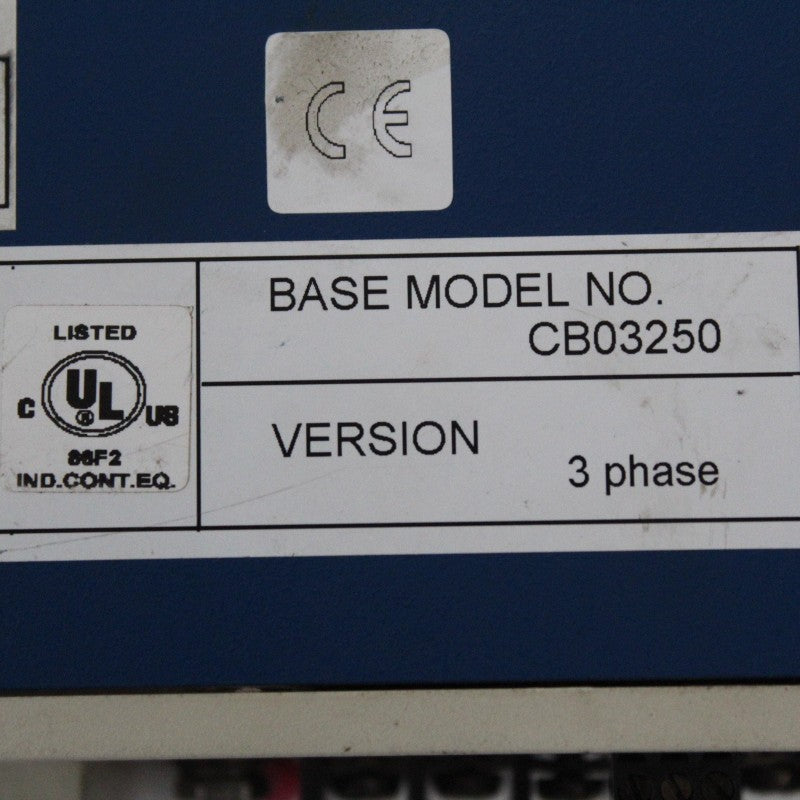 CE
BASE MODEL NO.
CB03250
VERSION
3 phase
LISTED
C UL® US
86F2
IND.CONT.EQ.